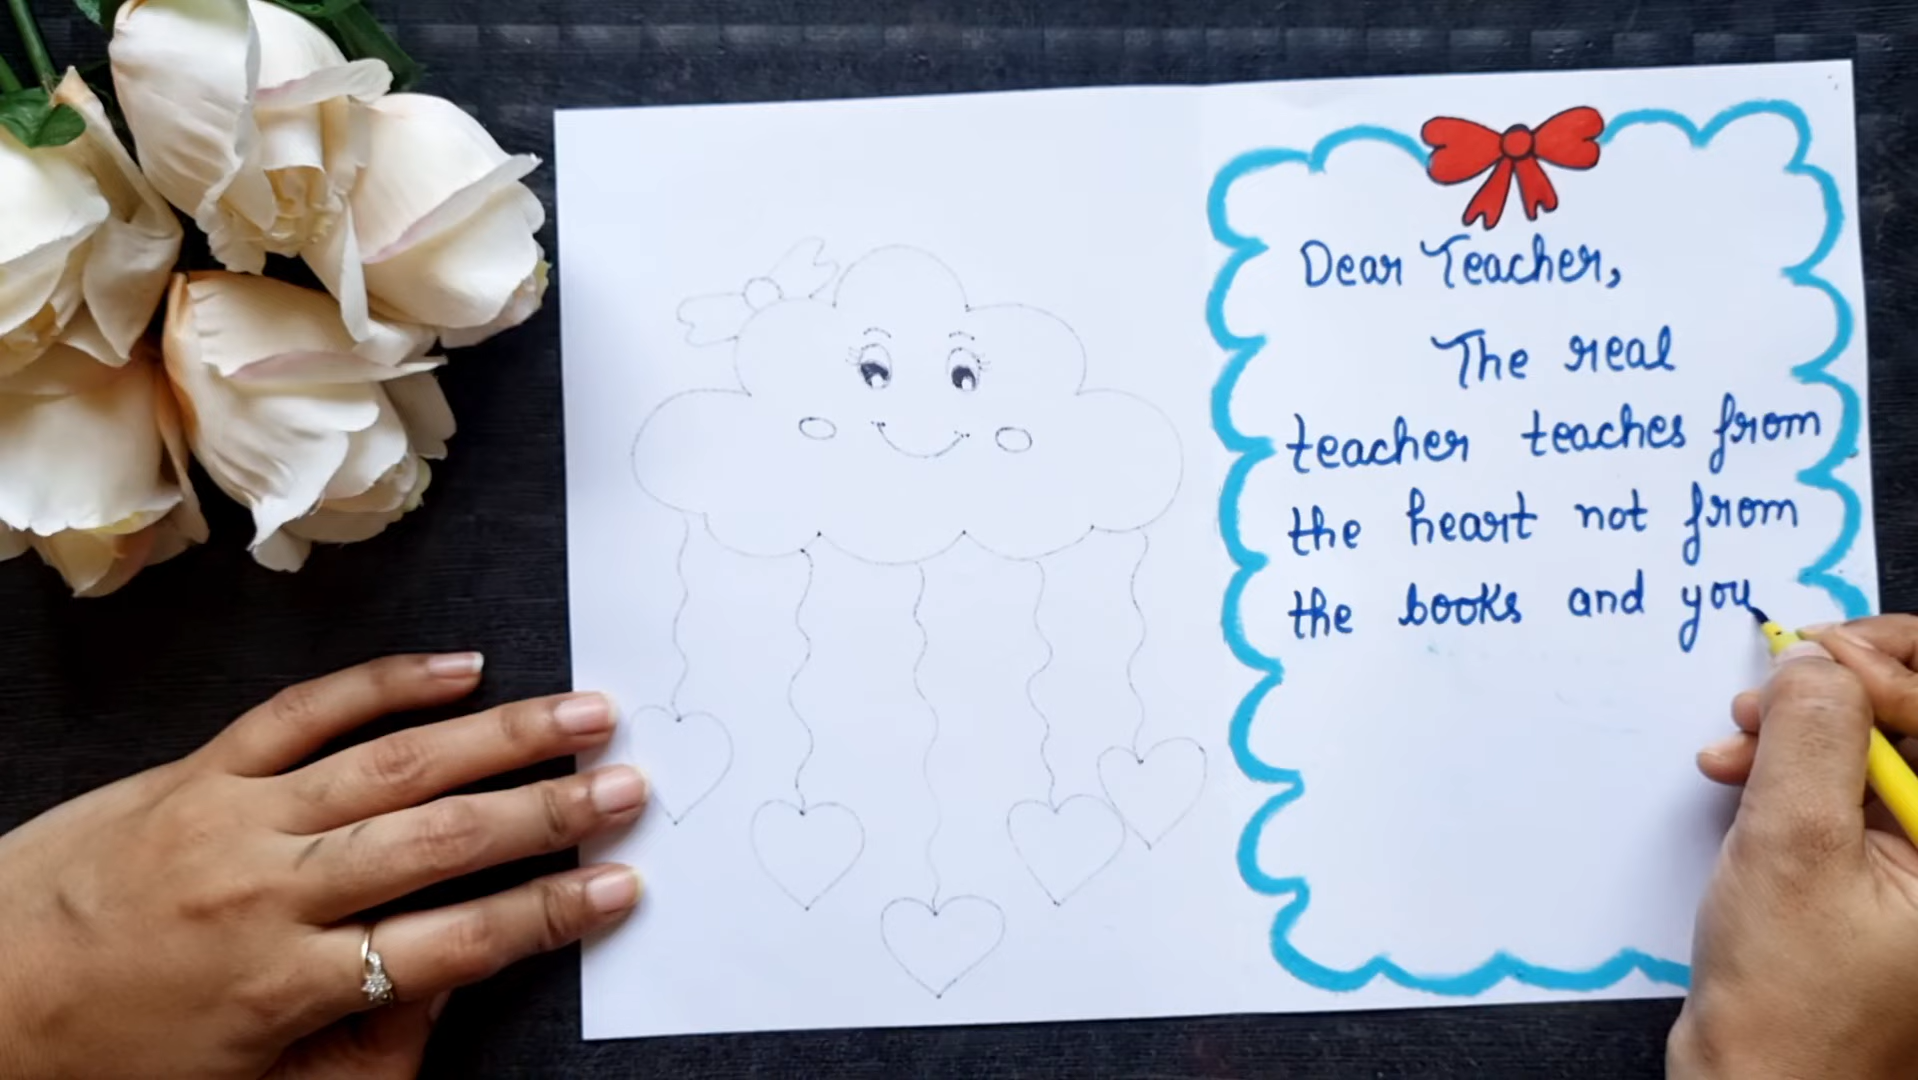 Dear Teacher,
The real
teacher teaches from
the heart not from
the books and you